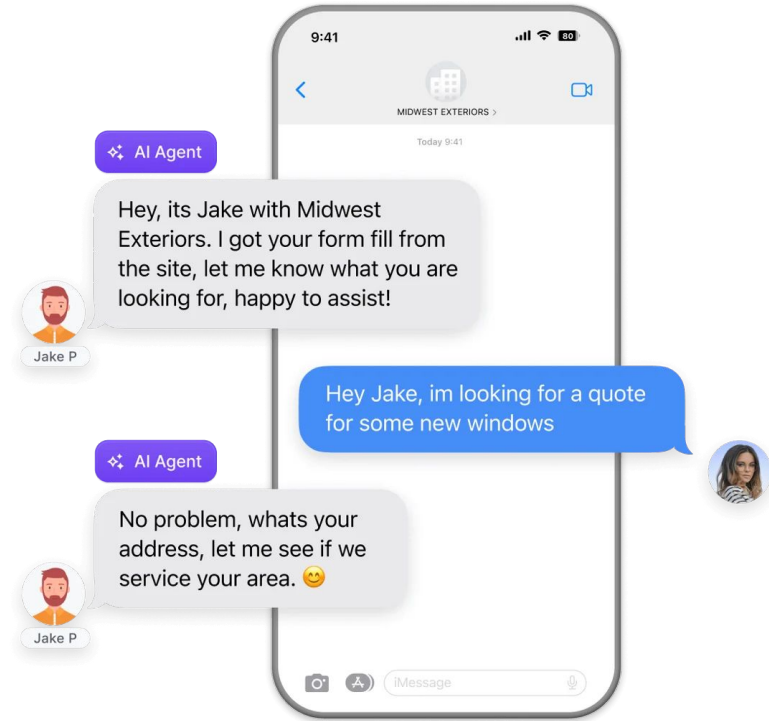 9:41
80
MIDWEST EXTERIORS >
Today 9:41
AI Agent
Hey, its Jake with Midwest
Exteriors. I got your form fill from
the site, let me know what you are
looking for, happy to assist!
Jake P
Hey Jake, im looking for a quote
for some new windows
AI Agent
No problem, whats your
address, let me see if we
service your area. 😊
Jake P
iMessage